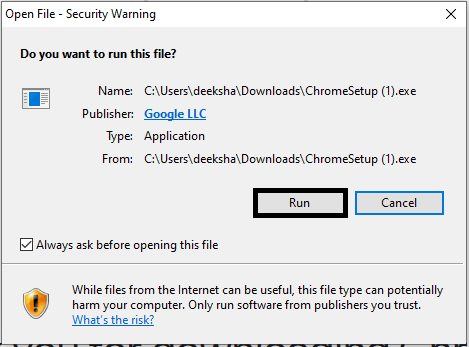 Open File - Security Warning
Do you want to run this file?
Name: C:\Users\deeksha\Downloads\ChromeSetup (1).exe
Publisher: Google LLC
Type: Application
From: C:\Users\deeksha\Downloads\ChromeSetup (1).exe
Run Cancel
Always ask before opening this file
While files from the Internet can be useful, this file type can potentially
harm your computer. Only run software from publishers you trust.
What's the risk?